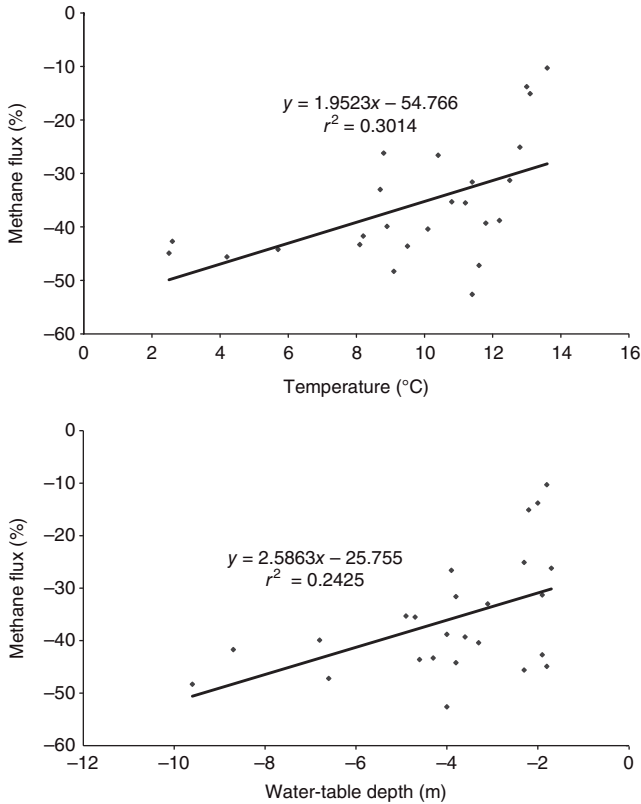 0
−10
−20
−30
−40
−50
−60
Methane flux (%)
y = 1.9523x − 54.766
r² = 0.3014
0 2 4 6 8 10 12 14 16
Temperature (°C)
0
−10
−20
−30
−40
−50
−60
Methane flux (%)
y = 2.5863x − 25.755
r² = 0.2425
−12 −10 −8 −6 −4 −2 0
Water-table depth (m)